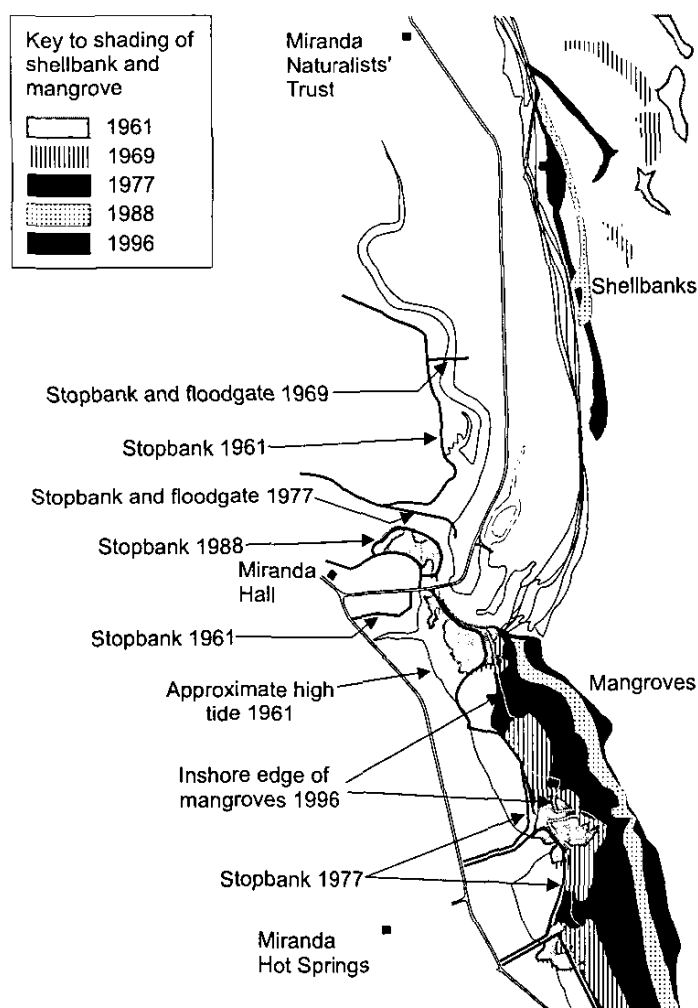 Key to shading of
shellbank and
mangrove
1961
1969
1977
1988
1996
Miranda
Naturalists'
Trust
Shellbanks
Stopbank and floodgate 1969
Stopbank 1961
Stopbank and floodgate 1977
Stopbank 1988
Miranda
Hall
Stopbank 1961
Mangroves
Approximate high
tide 1961
Inshore edge of
mangroves 1996
Stopbank 1977
Miranda
Hot Springs